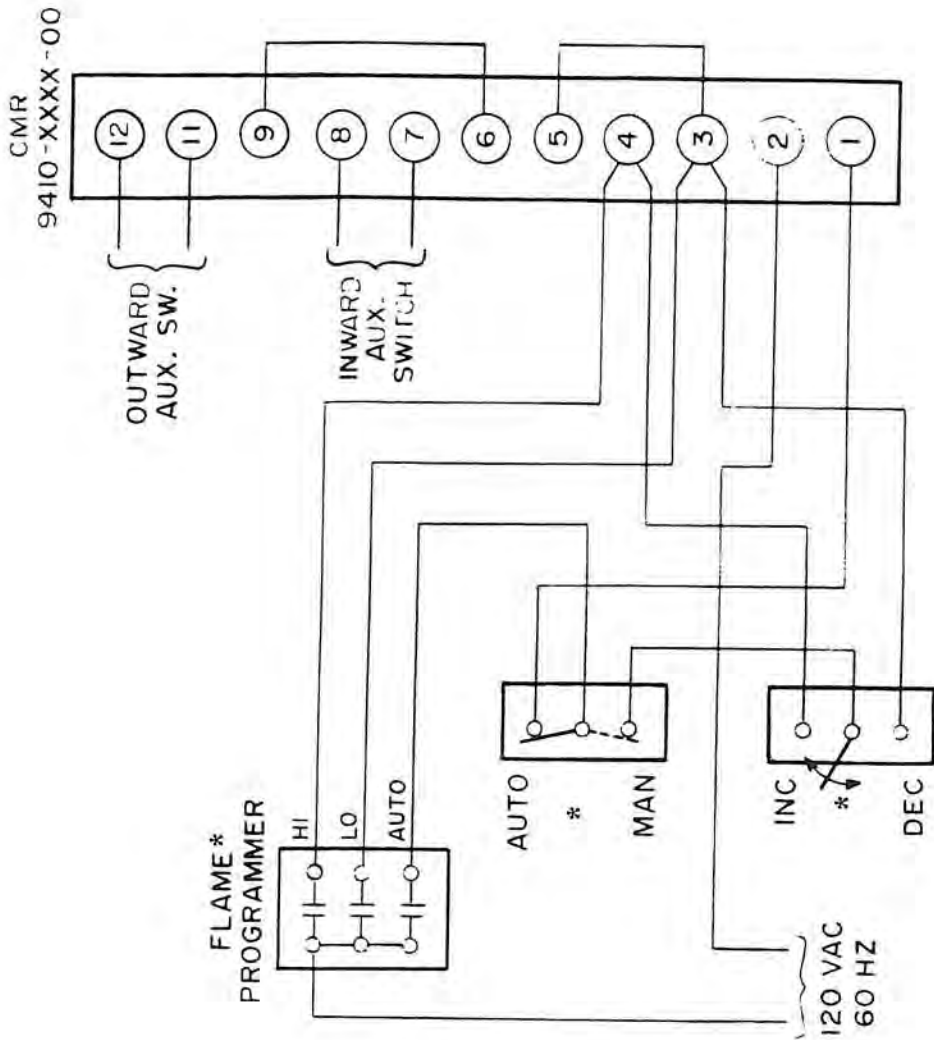 CMR
9410-XXXX-00
12
11
9
8
7
6
5
4
3
2
1
OUTWARD
AUX. SW.
INWARD
AUX.
SWITCH
FLAME*
PROGRAMMER
HI
LO
AUTO
AUTO
*
MAN
INC
*
DEC
120 VAC
60 HZ